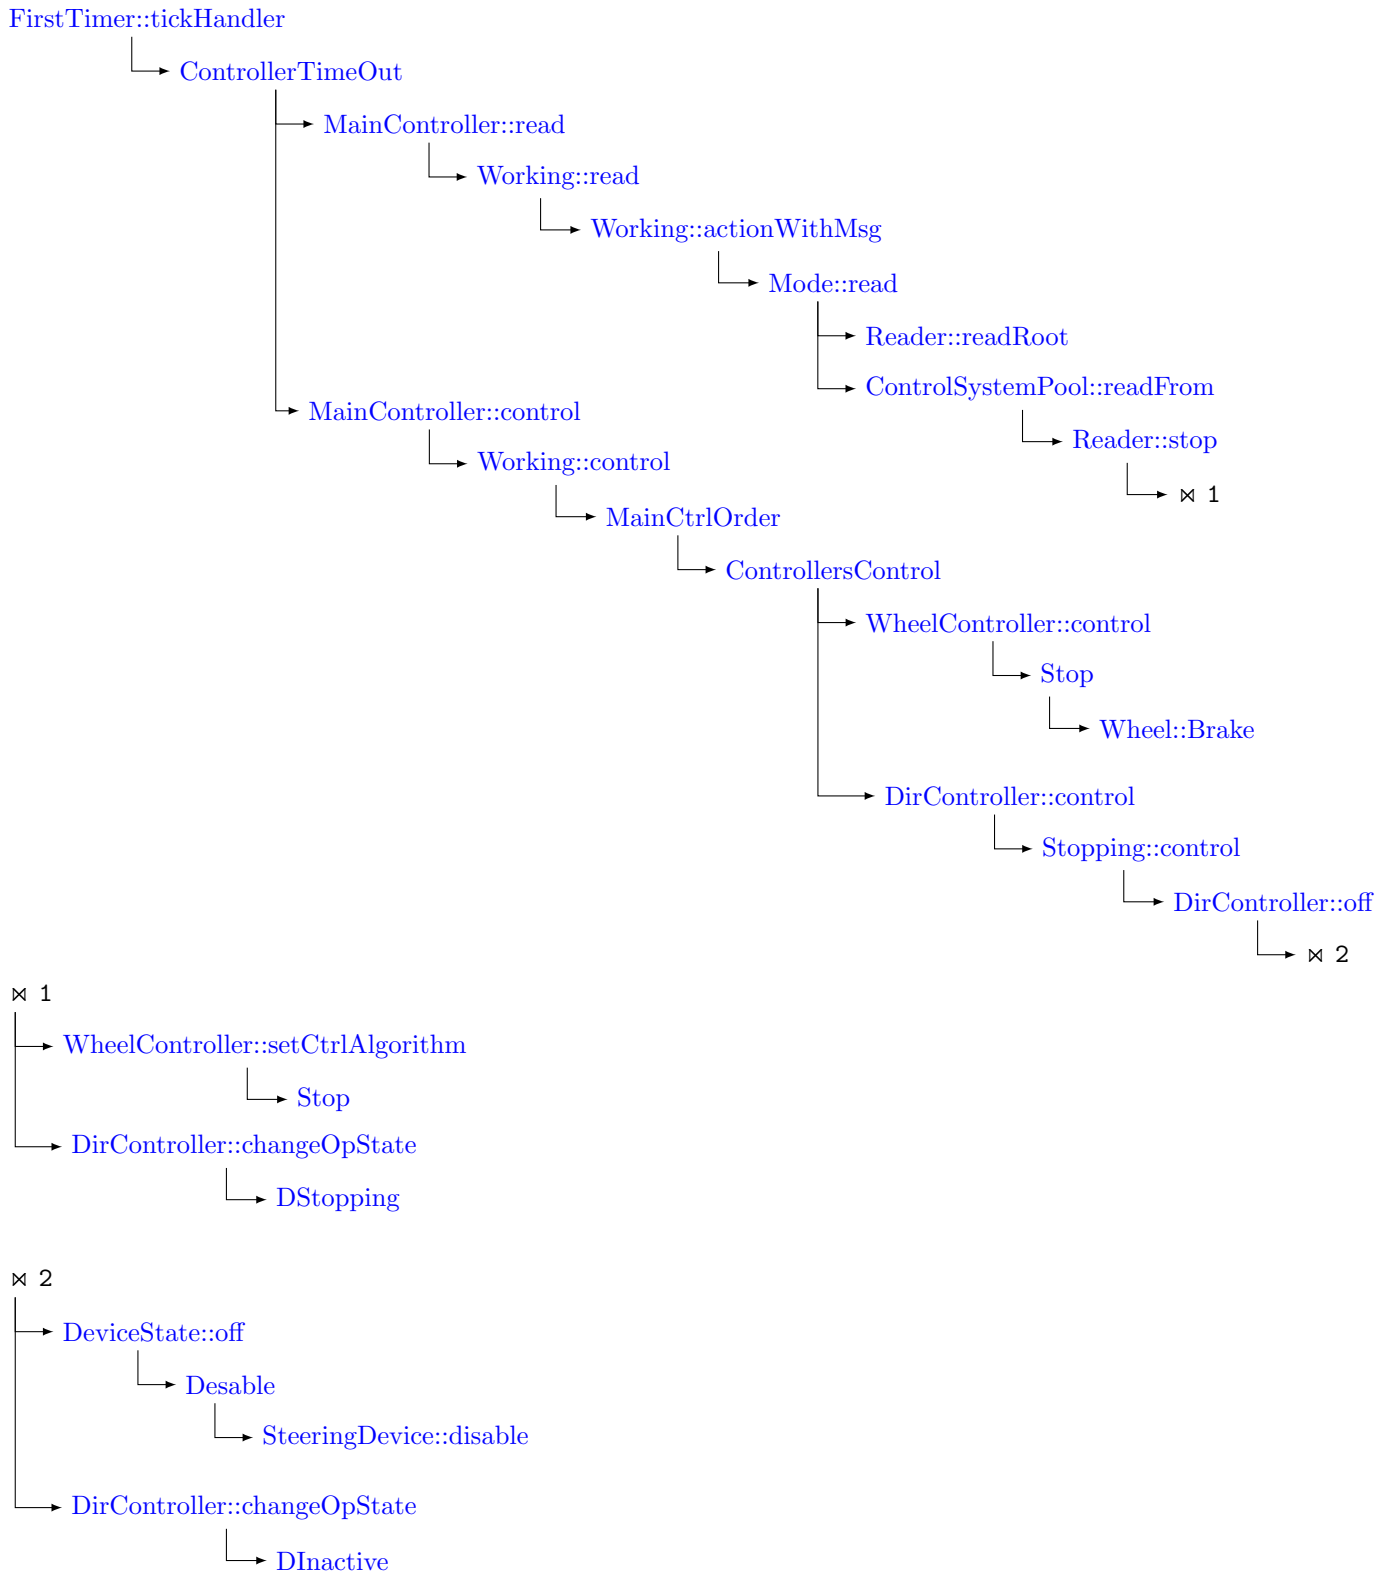 FirstTimer::tickHandler
ControllerTimeOut
MainController::read
Working::read
Working::actionWithMsg
Mode::read
Reader::readRoot
ControlSystemPool::readFrom
MainController::control
Reader::stop
Working::control
⋈ 1
MainCtrlOrder
ControllersControl
WheelController::control
Stop
Wheel::Brake
DirController::control
Stopping::control
DirController::off
⋈ 2
⋈ 1
WheelController::setCtrlAlgorithm
Stop
DirController::changeOpState
DStopping
⋈ 2
DeviceState::off
Desable
SteeringDevice::disable
DirController::changeOpState
DInactive